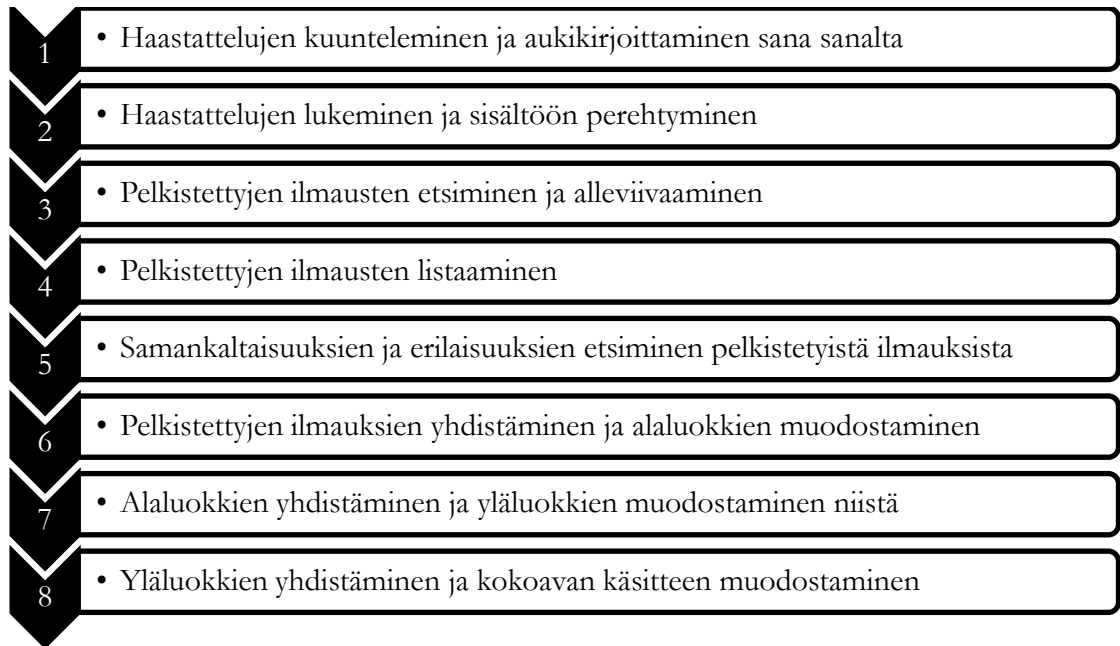 1 • Haastattelujen kuunteleminen ja aukikirjoittaminen sana sanalta
2 • Haastattelujen lukeminen ja sisältöön perehtyminen
3 • Pelkistettyjen ilmausten etsiminen ja alleviivaaminen
4 • Pelkistettyjen ilmausten listaaminen
5 • Samankaltaisuuksien ja erilaisuuksien etsiminen pelkistetyistä ilmauksista
6 • Pelkistettyjen ilmauksien yhdistäminen ja alaluokkien muodostaminen
7 • Alaluokkien yhdistäminen ja yläluokkien muodostaminen niistä
8 • Yläluokkien yhdistäminen ja kokoavan käsitteen muodostaminen